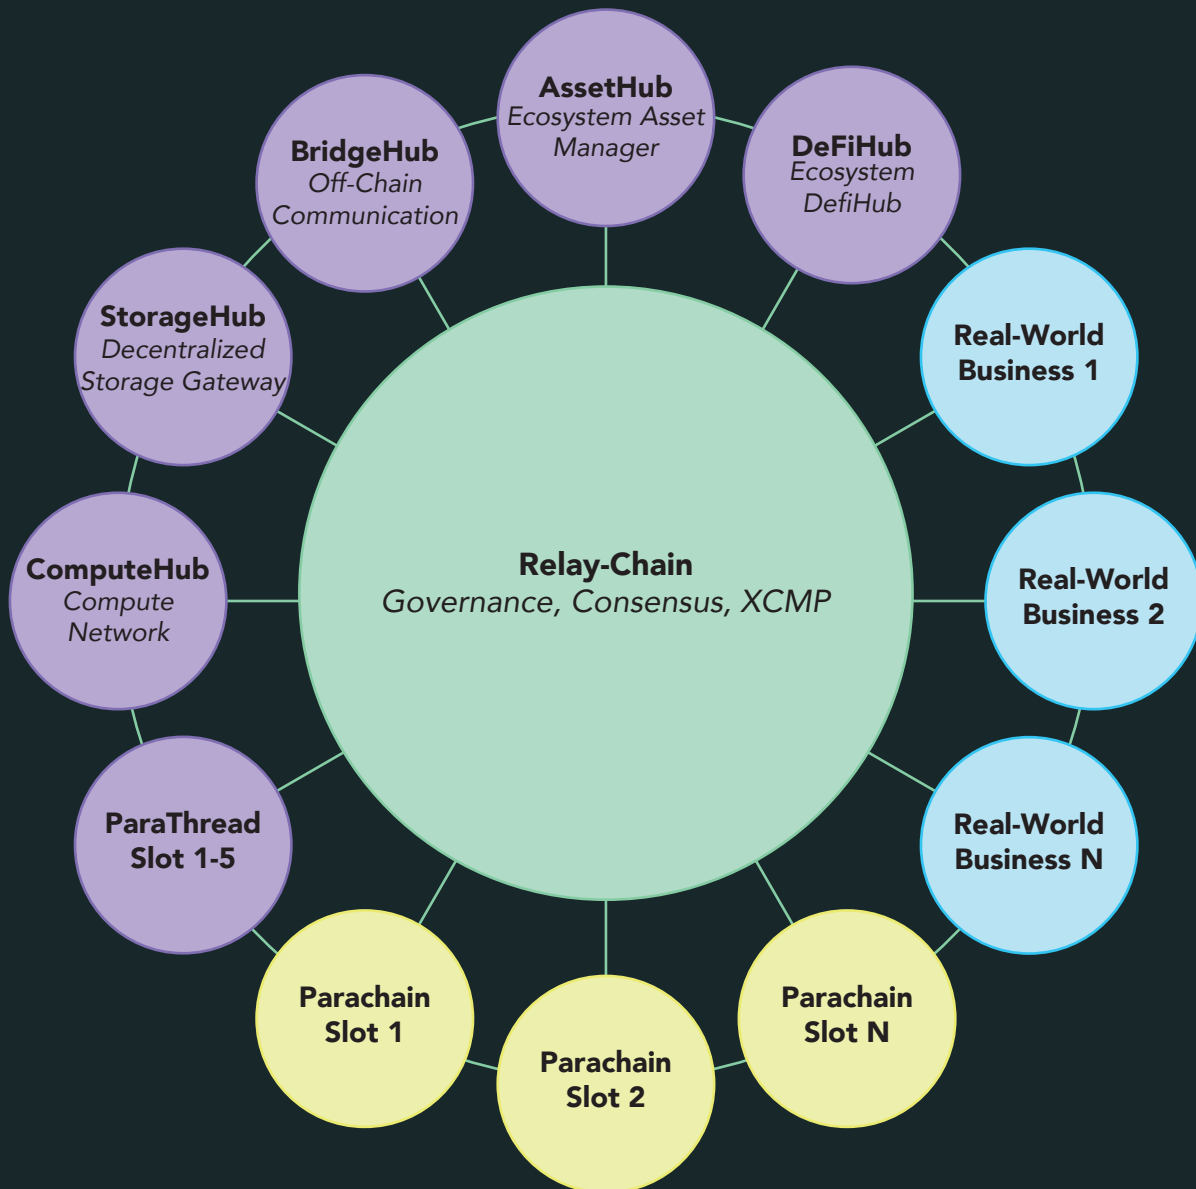 AssetHub
Ecosystem Asset
Manager
DeFiHub
Ecosystem
DefiHub
BridgeHub
Off-Chain
Communication
StorageHub
Decentralized
Storage Gateway
Real-World
Business 1
ComputeHub
Compute
Network
Relay-Chain
Governance, Consensus, XCMP
Real-World
Business 2
ParaThread
Slot 1-5
Real-World
Business N
Parachain
Slot 1
Parachain
Slot 2
Parachain
Slot N